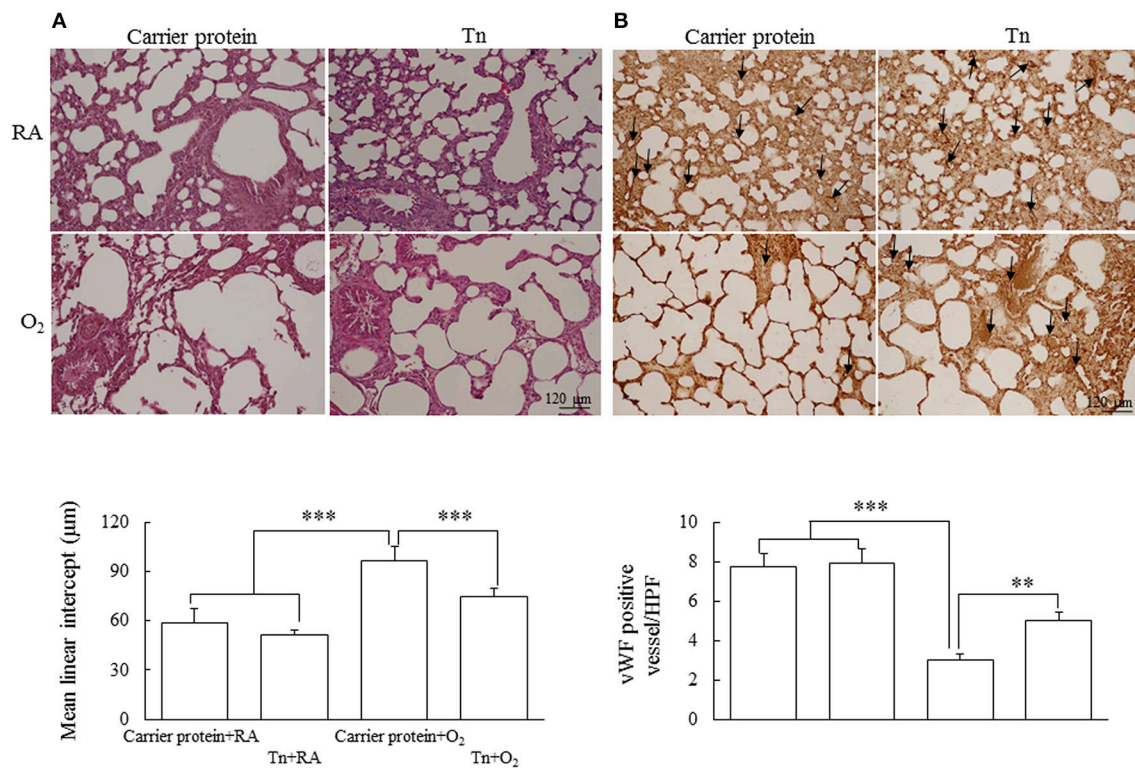 A
B
Carrier protein
Tn
Carrier protein
Tn
RA
O₂
120 µm
120 µm
Mean linear intercept (µm)
120
90
60
30
0
***
***
Carrier protein+RA
Tn+RA
Carrier protein+O₂
Tn+O₂
vWF positive
vessel/HPF
10
8
6
4
2
0
***
**